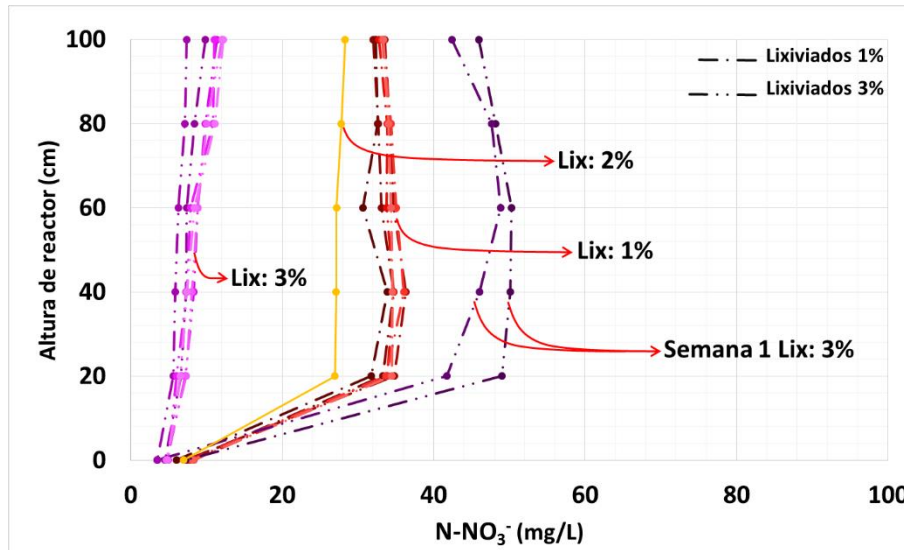 100
80
60
40
20
0
Altura de reactor (cm)
Lixiviados 1%
Lixiviados 3%
Lix: 2%
Lix: 1%
Lix: 3%
Semana 1 Lix: 3%
0 20 40 60 80 100
N-NO₃⁻ (mg/L)